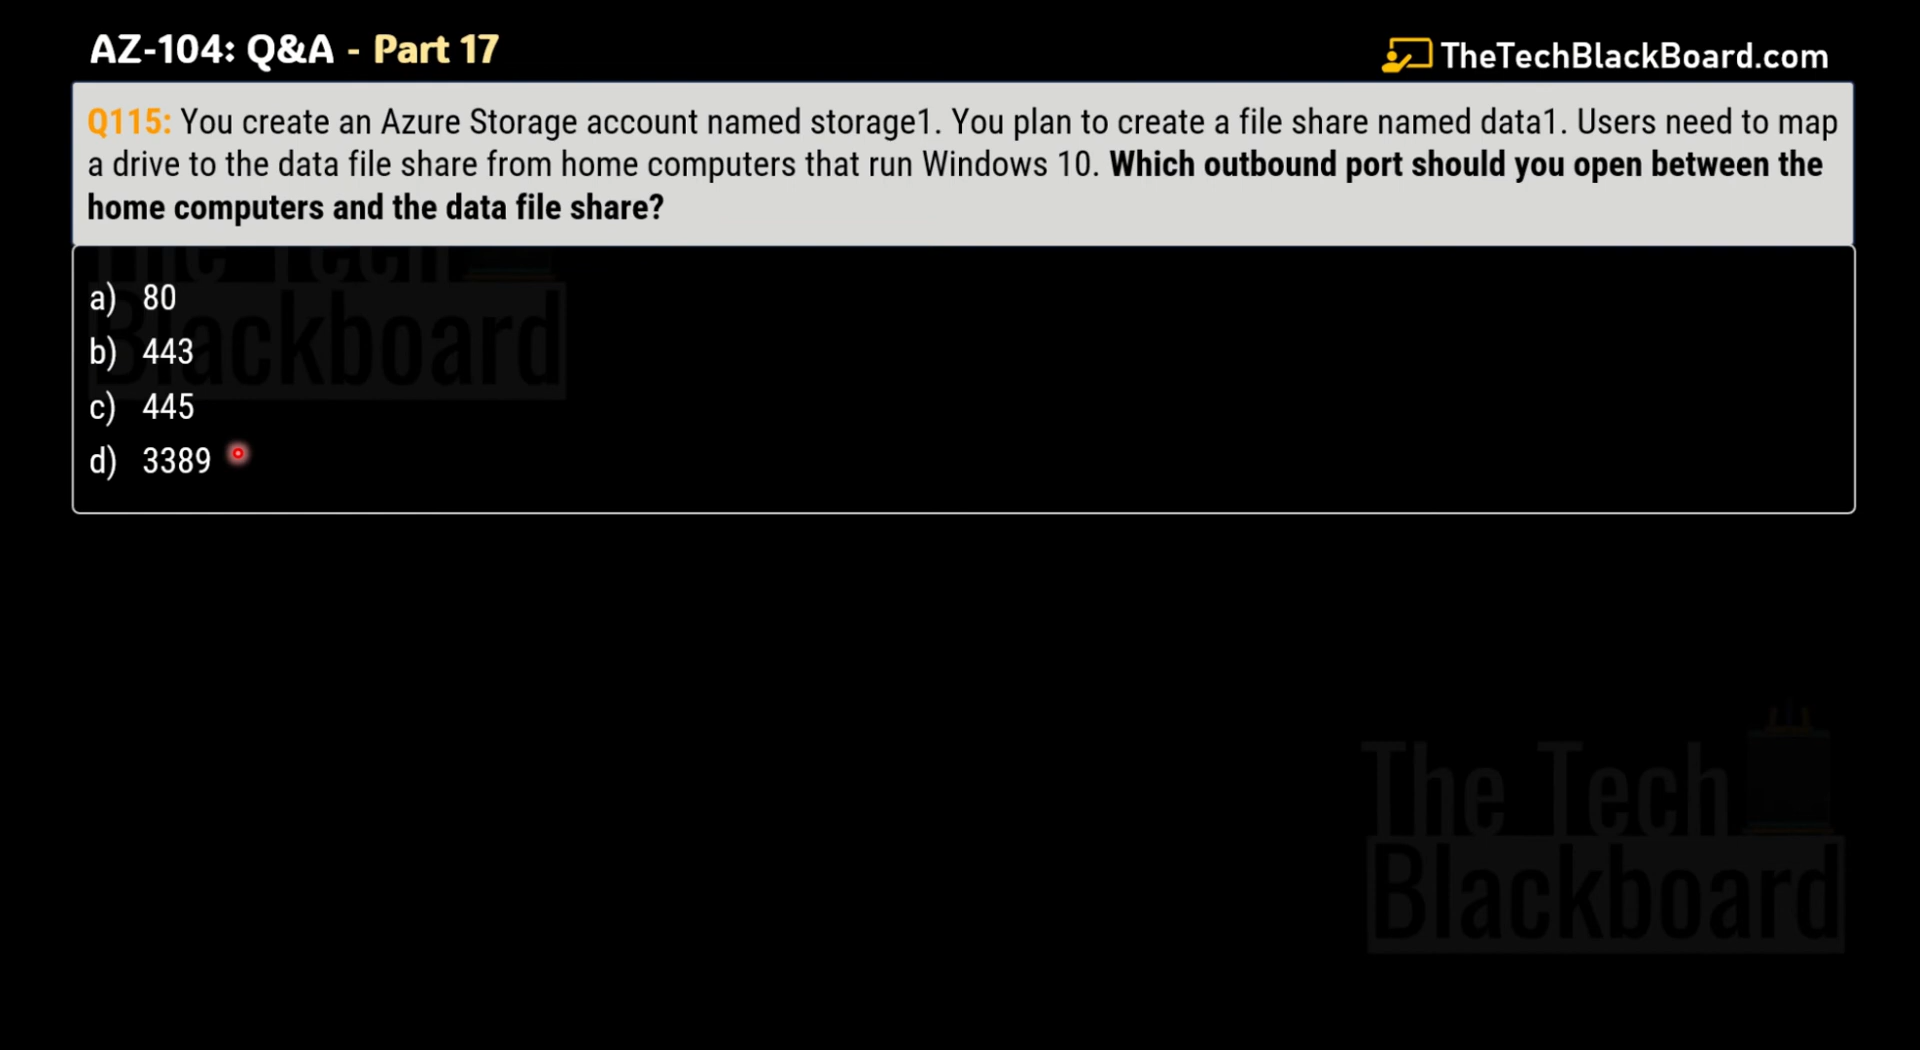 AZ-104: Q&A - Part 17
TheTechBlackBoard.com
Q115: You create an Azure Storage account named storage1. You plan to create a file share named data1. Users need to map
a drive to the data file share from home computers that run Windows 10. Which outbound port should you open between the
home computers and the data file share?
The Tech
Blackboard
a) 80
b) 443
c) 445
d) 3389
The Tech
Blackboard